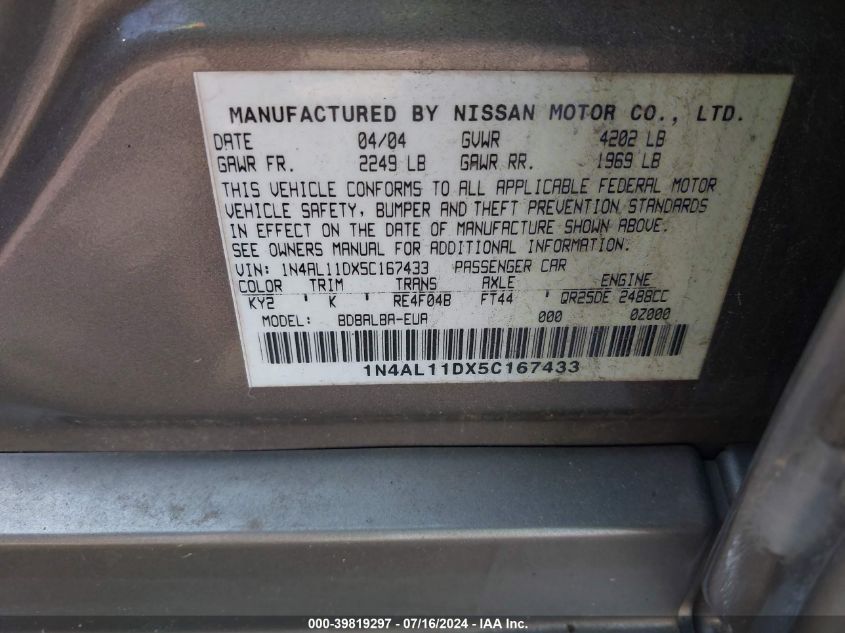 MANUFACTURED BY NISSAN MOTOR CO., LTD.
DATE 04/04 GVWR 4202 LB
GAWR FR. 2249 LB GAWR RR. 1969 LB
THIS VEHICLE CONFORMS TO ALL APPLICABLE FEDERAL MOTOR
VEHICLE SAFETY, BUMPER AND THEFT PREVENTION STANDARDS
IN EFFECT ON THE DATE OF MANUFACTURE SHOWN ABOVE.
SEE OWNERS MANUAL FOR ADDITIONAL INFORMATION.
VIN: 1N4AL11DX5C167433 PASSENGER CAR
COLOR TRIM TRANS AXLE ENGINE
KY2 ' K ' RE4F04B FT44 ' QR25DE 2488CC
MODEL: BDBALBA-EUA 000 0Z000
1N4AL11DX5C167433
000-39819297 - 07/16/2024 - IAA Inc.